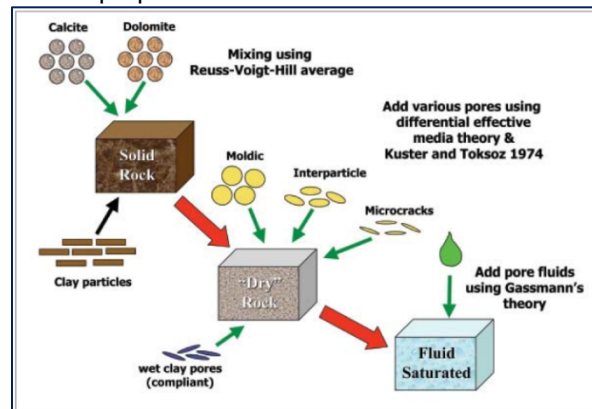 Calcite
Dolomite
Mixing using
Reuss-Voigt-Hill average
Add various pores using
differential effective
media theory &
Kuster and Toksoz 1974
Solid
Rock
Moldic
Interparticle
Microcracks
Clay particles
"Dry"
Rock
Add pore fluids
using Gassmann's
theory
wet clay pores
(compliant)
Fluid
Saturated